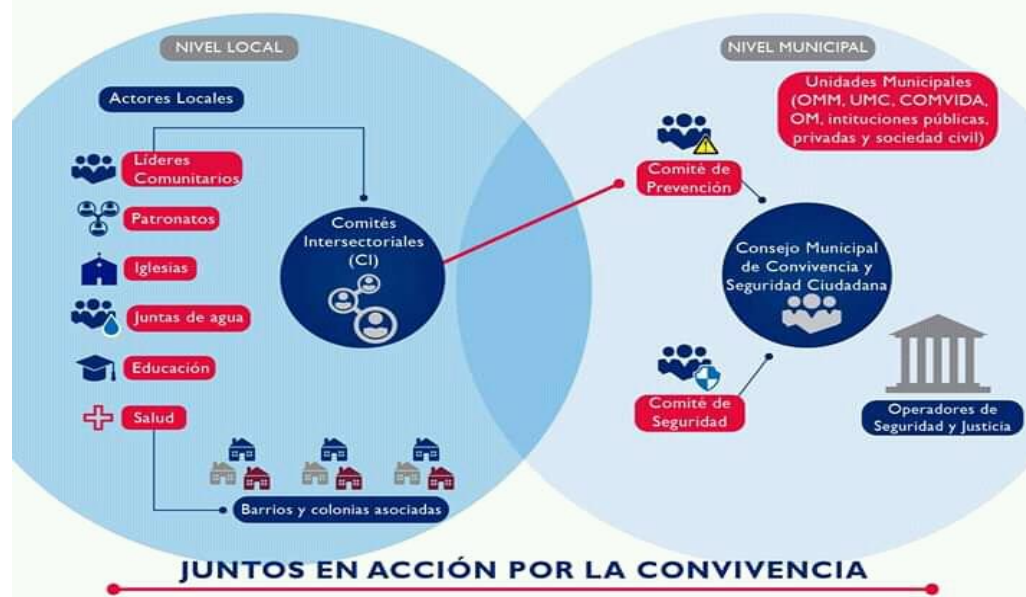 NIVEL LOCAL
Actores Locales
Líderes
Comunitarios
Patronatos
Iglesias
Juntas de agua
Educación
Salud
Comités
Intersectoriales
(CI)
Barrios y colonias asociadas
NIVEL MUNICIPAL
Unidades Municipales
(OMM, UMC, COMVIDA,
OM, intituciones públicas,
privadas y sociedad civil)
Comité de
Prevención
Consejo Municipal
de Convivencia y
Seguridad Ciudadana
Comité de
Seguridad
Operadores de
Seguridad y Justicia
JUNTOS EN ACCIÓN POR LA CONVIVENCIA